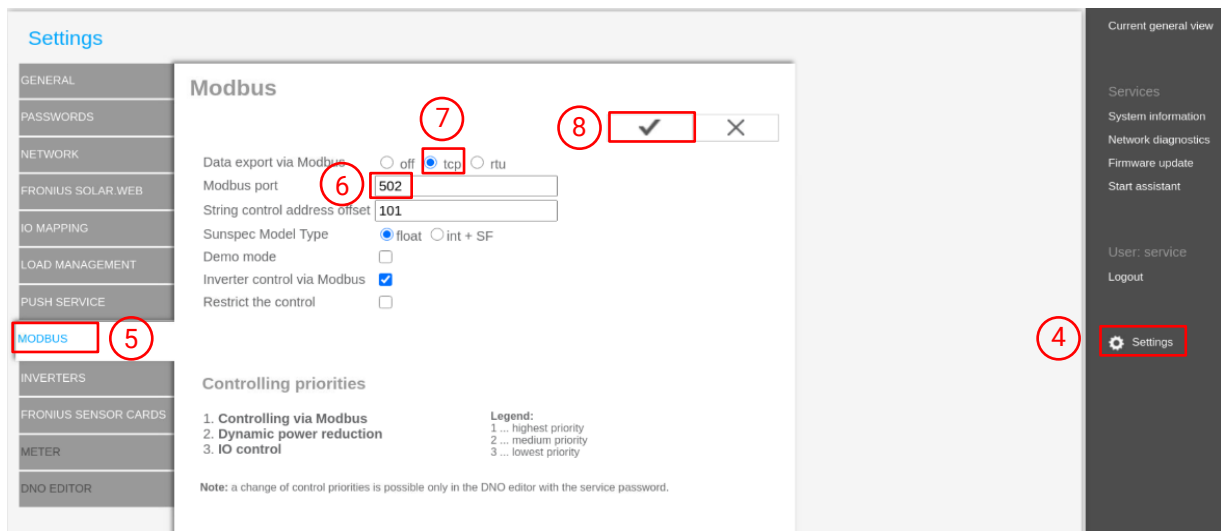 Settings
GENERAL
PASSWORDS
NETWORK
FRONIUS SOLAR.WEB
IO MAPPING
LOAD MANAGEMENT
PUSH SERVICE
MODBUS
5
INVERTERS
FRONIUS SENSOR CARDS
METER
DNO EDITOR
Modbus
7
8
Data export via Modbus off tcp rtu
6
Modbus port 502
String control address offset 101
Sunspec Model Type float int + SF
Demo mode
Inverter control via Modbus
Restrict the control
Controlling priorities
1. Controlling via Modbus
2. Dynamic power reduction
3. IO control
Legend:
1 ... highest priority
2 ... medium priority
3 ... lowest priority
Note: a change of control priorities is possible only in the DNO editor with the service password.
Current general view
Services
System information
Network diagnostics
Firmware update
Start assistant
User: service
Logout
4
Settings